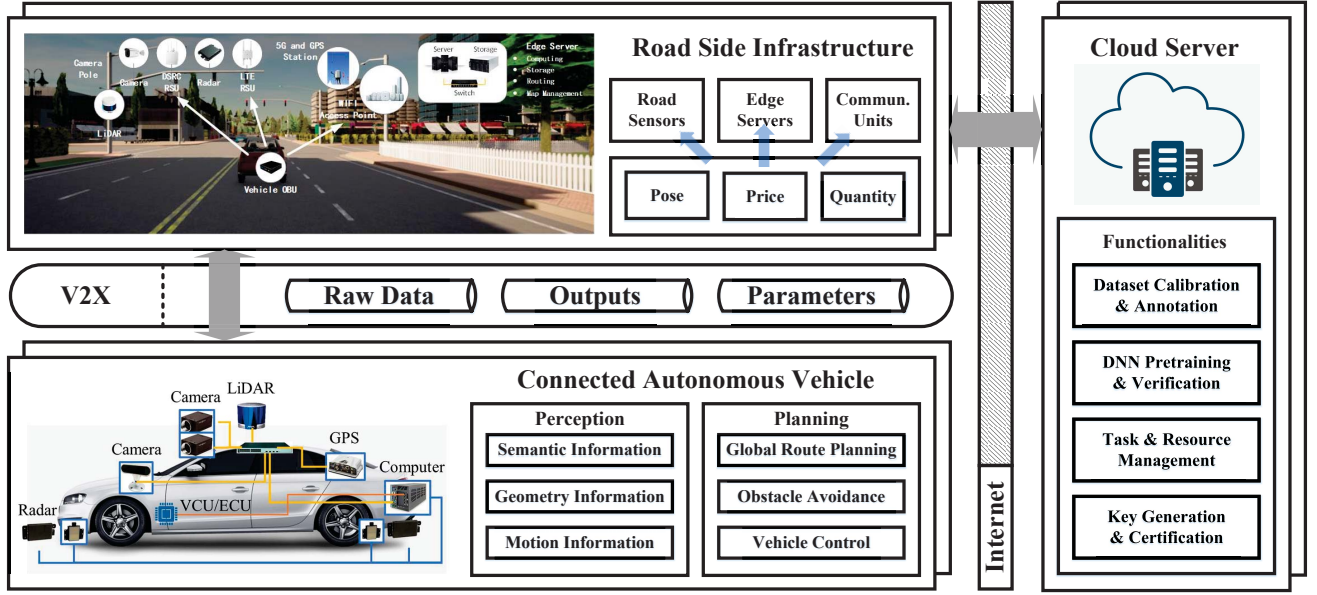 Road Side Infrastructure
Camera
Pole
Camera
DSRC
RSU
Radar
LTE
RSU
5G and GPS
Station
WIFI
Access Point
LiDAR
Vehicle OBU
Server
Storage
Switch
Edge Server
Computing
Storage
Routing
Map Management
Road
Sensors
Edge
Servers
Commun.
Units
Pose
Price
Quantity
V2X
Raw Data
Outputs
Parameters
Connected Autonomous Vehicle
Camera
LiDAR
Camera
GPS
Computer
Radar
VCU/ECU
Perception
Semantic Information
Geometry Information
Motion Information
Planning
Global Route Planning
Obstacle Avoidance
Vehicle Control
Internet
Cloud Server
Functionalities
Dataset Calibration
& Annotation
DNN Pretraining
& Verification
Task & Resource
Management
Key Generation
& Certification